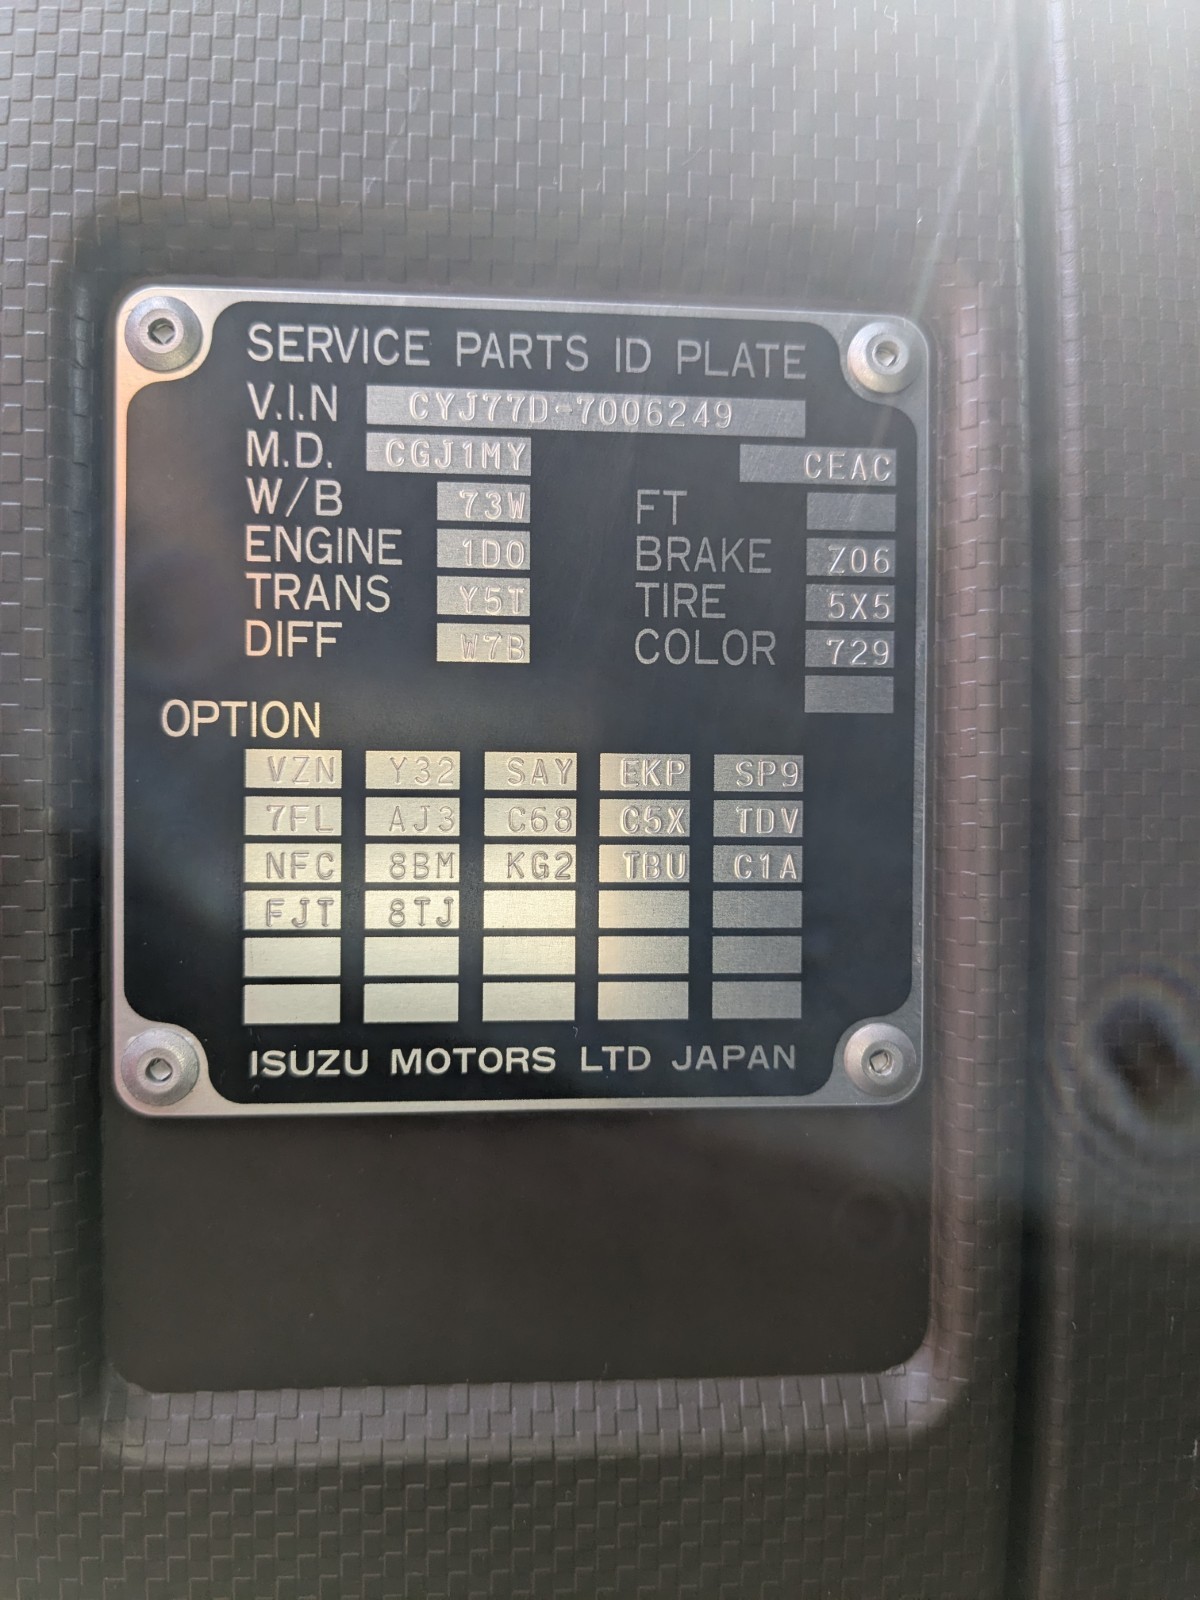 SERVICE PARTS ID PLATE
V.I.N CYJ77D-7006249
M.D. CGJ1MY CEAC
W/B 73W FT
ENGINE 1D0 BRAKE Z06
TRANS Y5T TIRE 5X5
DIFF W7B COLOR 729
OPTION
VZN Y32 SAY EKP SP9
7FL AJ3 C68 C5X TDV
NFC 8BM KG2 TBU C1A
FJT 8TJ
ISUZU MOTORS LTD JAPAN